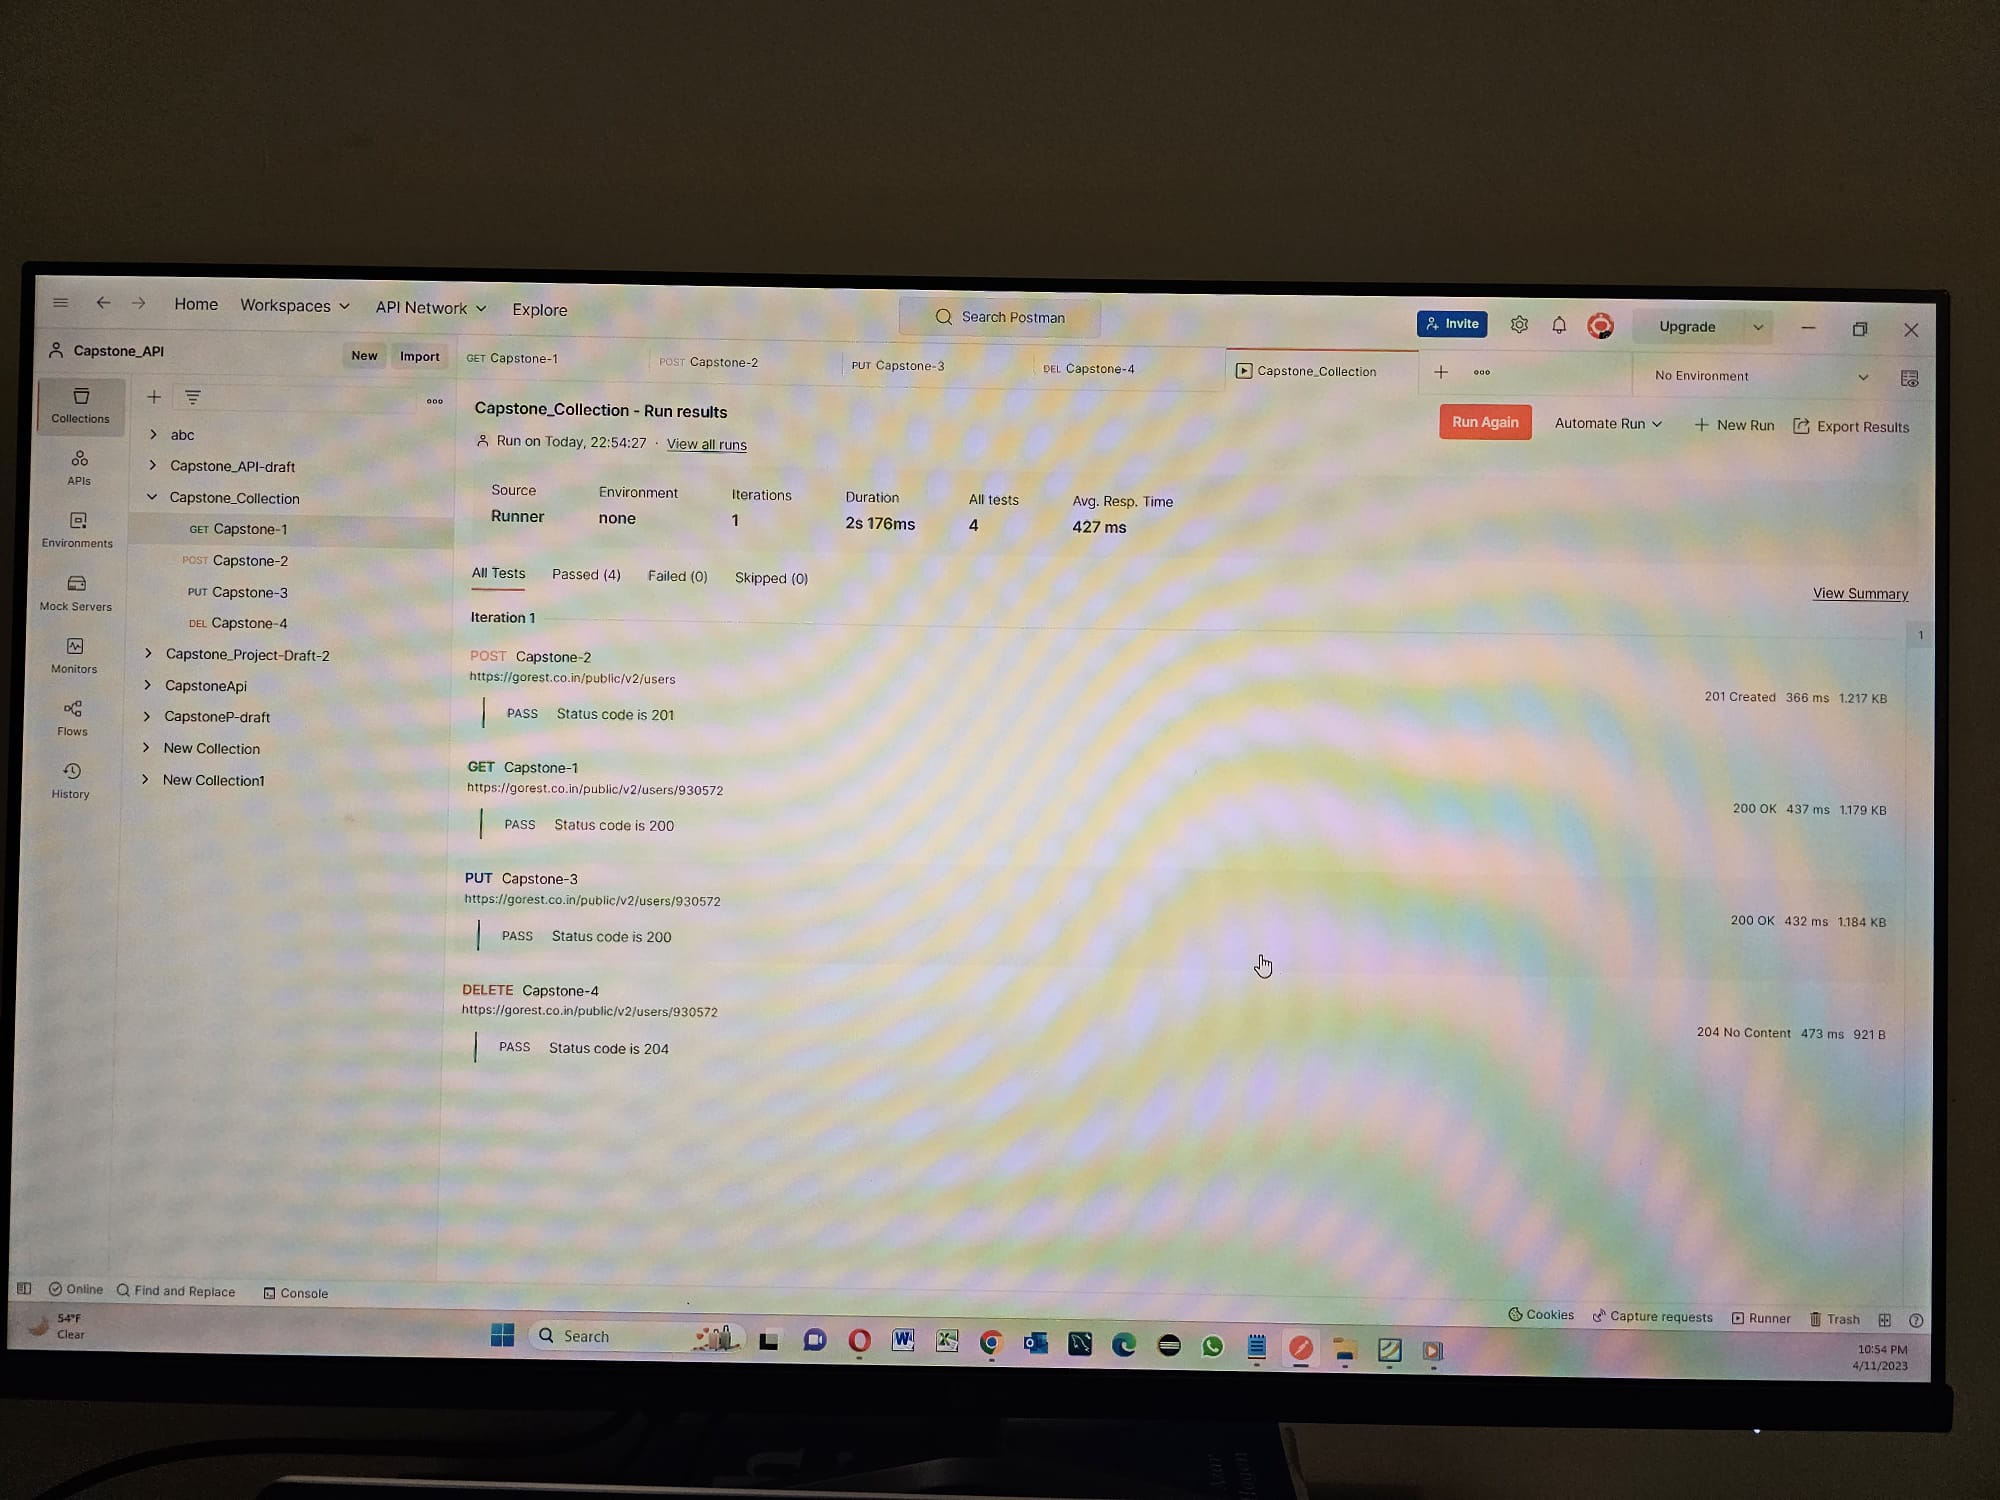 Home Workspaces API Network Explore
Search Postman
Invite
Upgrade
Capstone_API
New Import
GET Capstone-1
POST Capstone-2
PUT Capstone-3
DEL Capstone-4
Capstone_Collection
No Environment
Collections
APIs
Environments
Mock Servers
Monitors
Flows
History
abc
Capstone_API-draft
Capstone_Collection
GET Capstone-1
POST Capstone-2
PUT Capstone-3
DEL Capstone-4
Capstone_Project-Draft-2
CapstoneApi
CapstoneP-draft
New Collection
New Collection1
Capstone_Collection - Run results
Run on Today, 22:54:27 · View all runs
Run Again Automate Run + New Run Export Results
Source Environment Iterations Duration All tests Avg. Resp. Time
Runner none 1 2s 176ms 4 427 ms
All Tests Passed (4) Failed (0) Skipped (0)
View Summary
Iteration 1
1
POST Capstone-2
https://gorest.co.in/public/v2/users
201 Created 366 ms 1.217 KB
PASS Status code is 201
GET Capstone-1
https://gorest.co.in/public/v2/users/930572
200 OK 437 ms 1.179 KB
PASS Status code is 200
PUT Capstone-3
https://gorest.co.in/public/v2/users/930572
200 OK 432 ms 1.184 KB
PASS Status code is 200
DELETE Capstone-4
https://gorest.co.in/public/v2/users/930572
204 No Content 473 ms 921 B
PASS Status code is 204
Online Find and Replace Console
Cookies Capture requests Runner Trash
54°F
Clear
Search
10:54 PM
4/11/2023